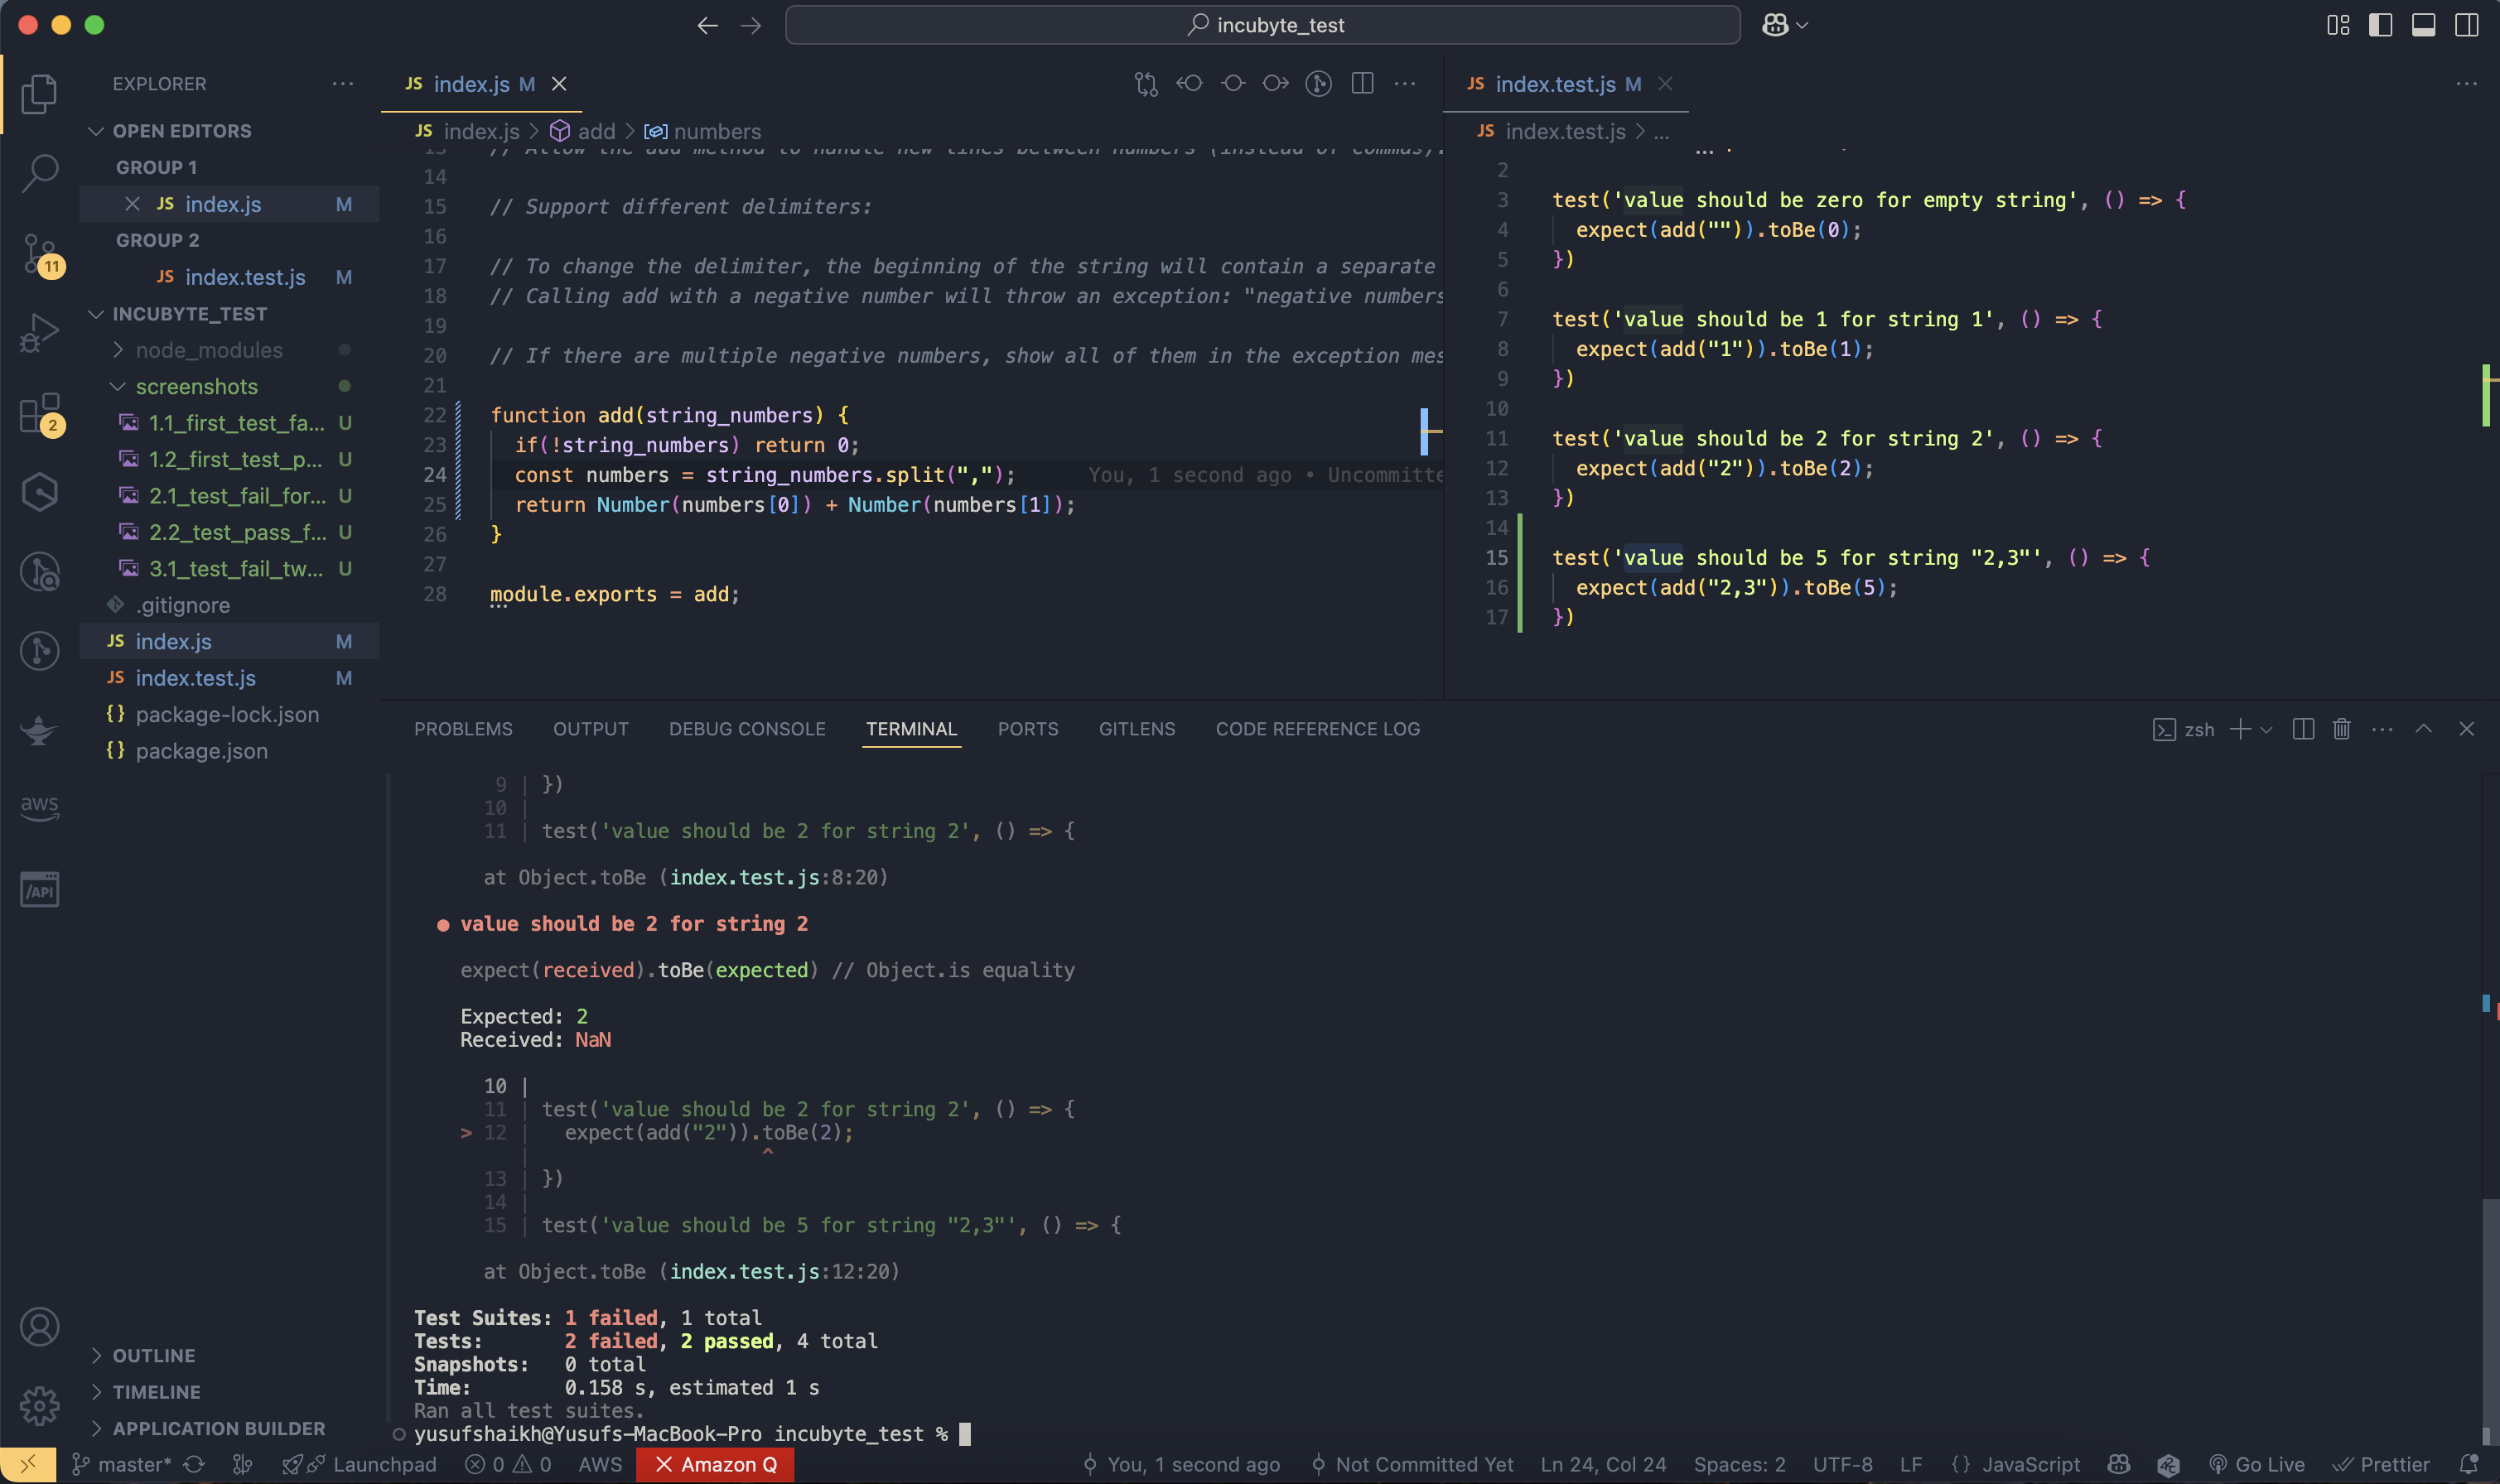 incubyte_test
EXPLORER
OPEN EDITORS
GROUP 1
JS index.js M
GROUP 2
JS index.test.js M
INCUBYTE_TEST
node_modules
screenshots
1.1_first_test_fa... U
1.2_first_test_p... U
2.1_test_fail_for... U
2.2_test_pass_f... U
3.1_test_fail_tw... U
.gitignore
JS index.js M
JS index.test.js M
{} package-lock.json
{} package.json
OUTLINE
TIMELINE
APPLICATION BUILDER
11
2
aws
/API
JS index.js M
JS index.js > add > numbers
13 // Allow the add method to handle new lines between numbers (instead of commas).
14
15 // Support different delimiters:
16
17 // To change the delimiter, the beginning of the string will contain a separate
18 // Calling add with a negative number will throw an exception: "negative numbers
19
20 // If there are multiple negative numbers, show all of them in the exception mes
21
22 function add(string_numbers) {
23 if(!string_numbers) return 0;
24 const numbers = string_numbers.split(","); You, 1 second ago • Uncommitte
25 return Number(numbers[0]) + Number(numbers[1]);
26 }
27
28 module.exports = add;
JS index.test.js M
JS index.test.js > ...
2
3 test('value should be zero for empty string', () => {
4 expect(add("")).toBe(0);
5 })
6
7 test('value should be 1 for string 1', () => {
8 expect(add("1")).toBe(1);
9 })
10
11 test('value should be 2 for string 2', () => {
12 expect(add("2")).toBe(2);
13 })
14
15 test('value should be 5 for string "2,3"', () => {
16 expect(add("2,3")).toBe(5);
17 })
PROBLEMS OUTPUT DEBUG CONSOLE TERMINAL PORTS GITLENS CODE REFERENCE LOG
zsh
9 | })
10 |
11 | test('value should be 2 for string 2', () => {
at Object.toBe (index.test.js:8:20)
● value should be 2 for string 2
expect(received).toBe(expected) // Object.is equality
Expected: 2
Received: NaN
10 |
11 | test('value should be 2 for string 2', () => {
> 12 | expect(add("2")).toBe(2);
| ^
13 | })
14 |
15 | test('value should be 5 for string "2,3"', () => {
at Object.toBe (index.test.js:12:20)
Test Suites: 1 failed, 1 total
Tests: 2 failed, 2 passed, 4 total
Snapshots: 0 total
Time: 0.158 s, estimated 1 s
Ran all test suites.
yusufshaikh@Yusufs-MacBook-Pro incubyte_test %
master* Launchpad 0 0 AWS Amazon Q You, 1 second ago Not Committed Yet Ln 24, Col 24 Spaces: 2 UTF-8 LF {} JavaScript Go Live Prettier